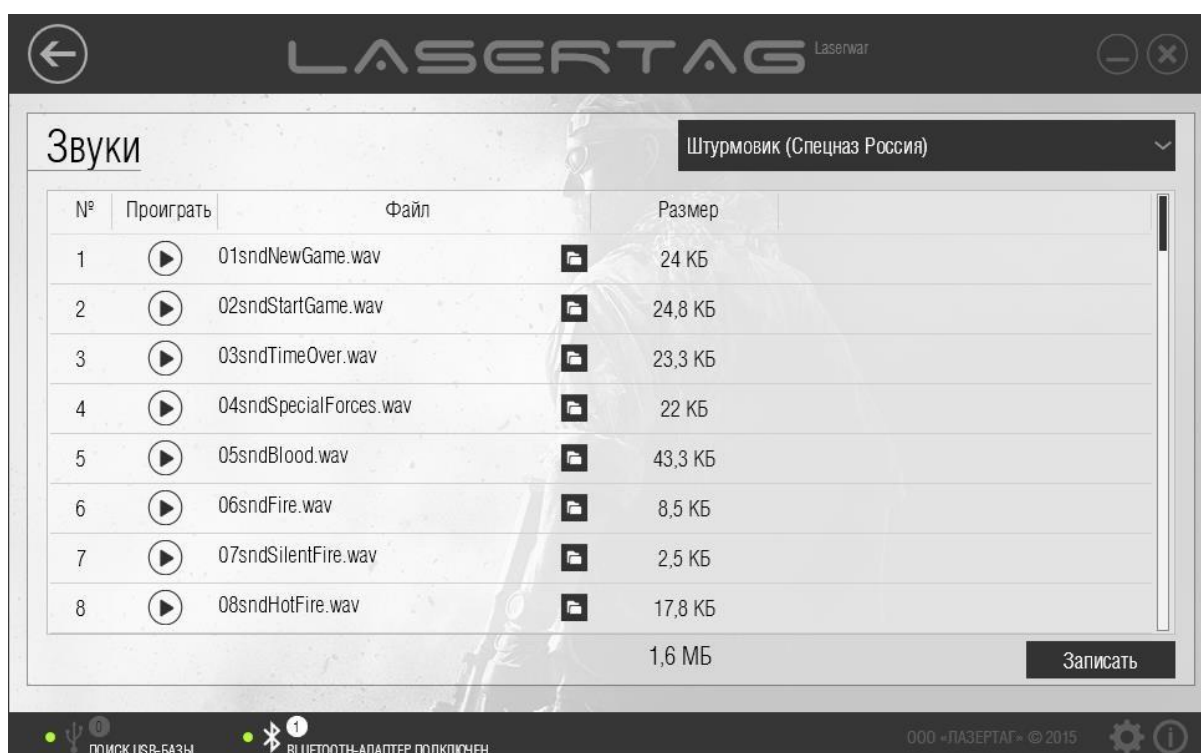 LASERTAG Laserwar
Звуки
Штурмовик (Спецназ Россия)
№ Проиграть Файл Размер
1 01sndNewGame.wav 24 КБ
2 02sndStartGame.wav 24,8 КБ
3 03sndTimeOver.wav 23,3 КБ
4 04sndSpecialForces.wav 22 КБ
5 05sndBlood.wav 43,3 КБ
6 06sndFire.wav 8,5 КБ
7 07sndSilentFire.wav 2,5 КБ
8 08sndHotFire.wav 17,8 КБ
1,6 МБ
Записать
0 1
ПОИСК USB-БАЗЫ BLUETOOTH-АДАПТЕР ПОДКЛЮЧЕН ООО «ЛАЗЕРТАГ» © 2015